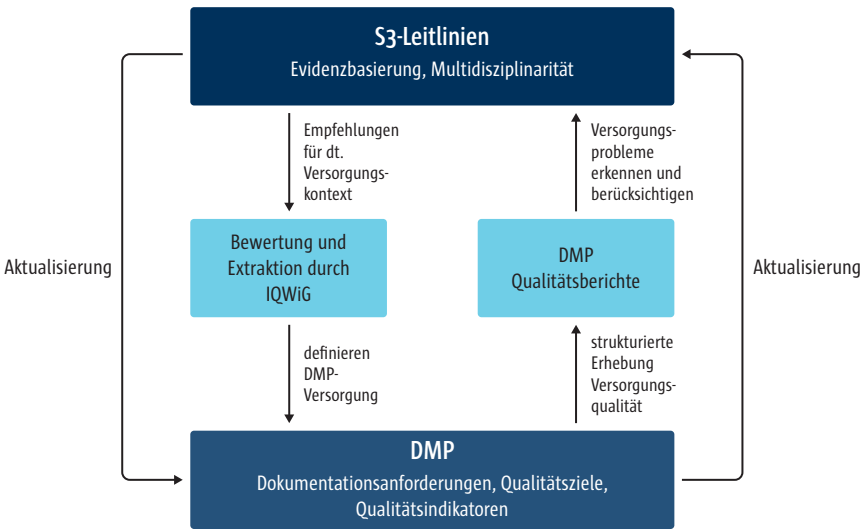 S3-Leitlinien
Evidenzbasierung, Multidisziplinarität
Empfehlungen
für dt.
Versorgungs-
kontext
Versorgungs-
probleme
erkennen und
berücksichtigen
Aktualisierung
Bewertung und
Extraktion durch
IQWiG
DMP
Qualitätsberichte
Aktualisierung
definieren
DMP-
Versorgung
strukturierte
Erhebung
Versorgungs-
qualität
DMP
Dokumentationsanforderungen, Qualitätsziele,
Qualitätsindikatoren